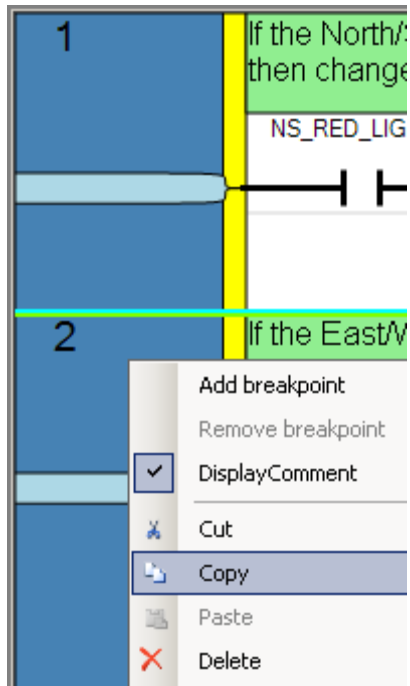 1
If the North/
then change
NS_RED_LIG
2
If the East/W
Add breakpoint
Remove breakpoint
DisplayComment
Cut
Copy
Paste
Delete